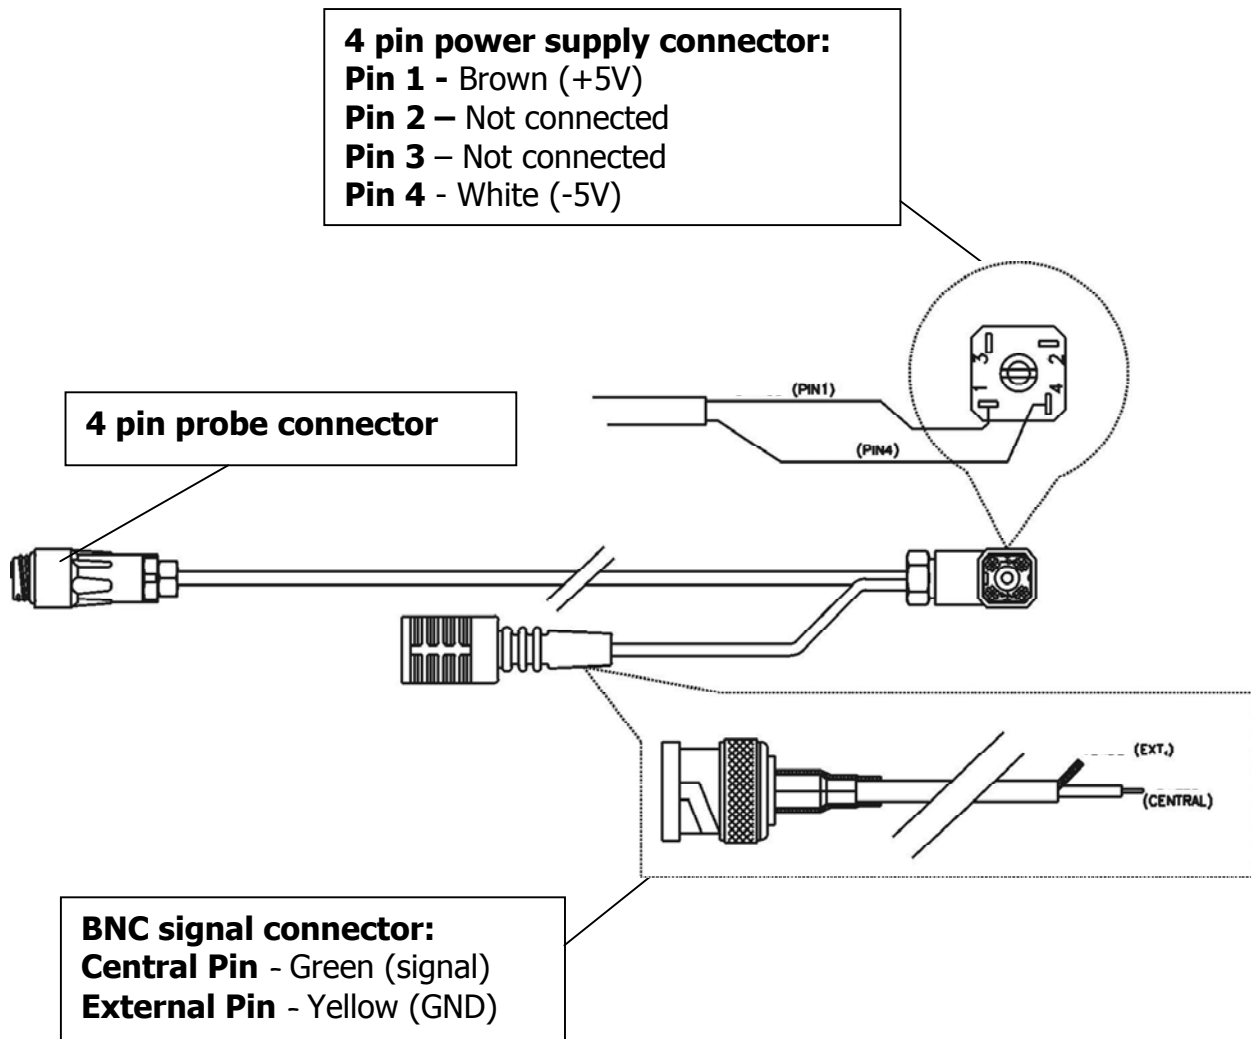 4 pin power supply connector:
Pin 1 - Brown (+5V)
Pin 2 – Not connected
Pin 3 – Not connected
Pin 4 - White (-5V)
3
2
1
4
(PIN1)
(PIN4)
4 pin probe connector
(EXT.)
(CENTRAL)
BNC signal connector:
Central Pin - Green (signal)
External Pin - Yellow (GND)